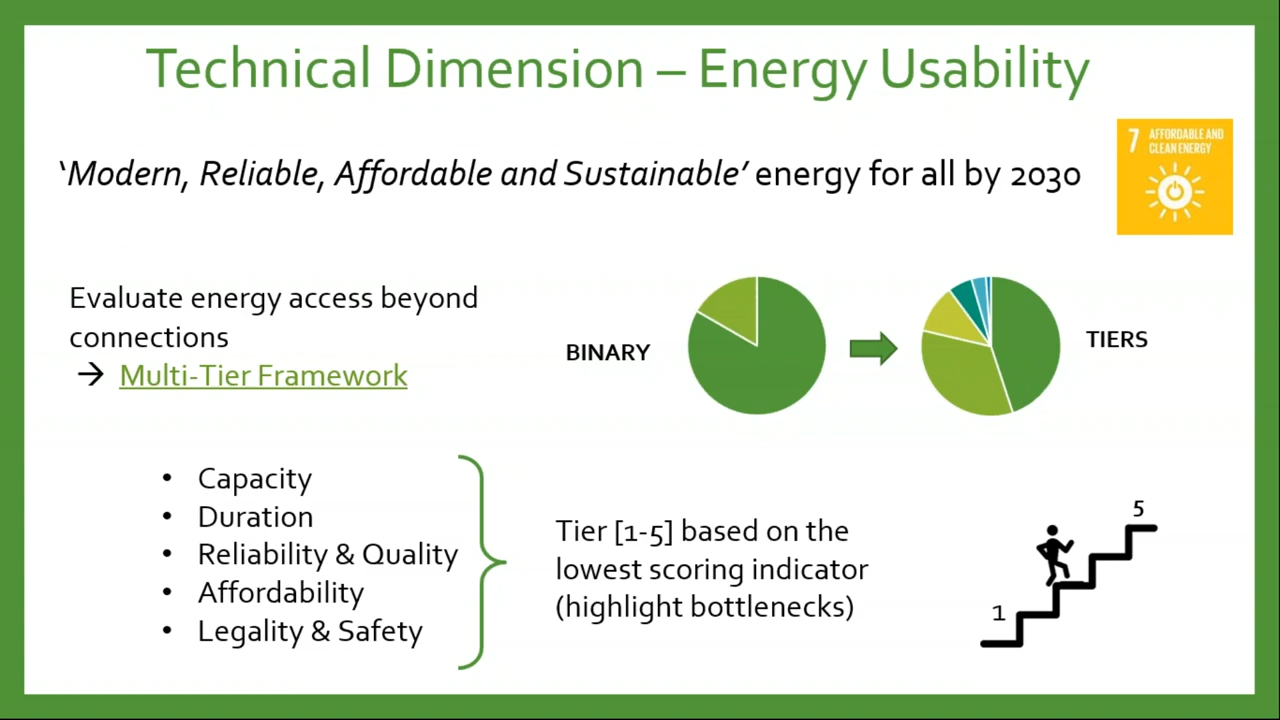 Technical Dimension – Energy Usability
‘Modern, Reliable, Affordable and Sustainable’ energy for all by 2030
7 AFFORDABLE AND
CLEAN ENERGY
Evaluate energy access beyond
connections
→ Multi-Tier Framework
BINARY
TIERS
• Capacity
• Duration
• Reliability & Quality
• Affordability
• Legality & Safety
Tier [1-5] based on the
lowest scoring indicator
(highlight bottlenecks)
5
1